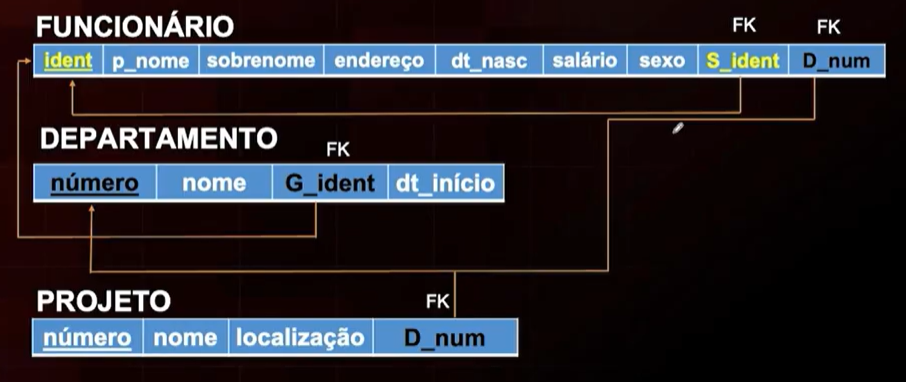 FUNCIONÁRIO FK FK
ident p_nome sobrenome endereço dt_nasc salário sexo S_ident D_num
DEPARTAMENTO
FK
número nome G_ident dt_início
PROJETO FK
número nome localização D_num